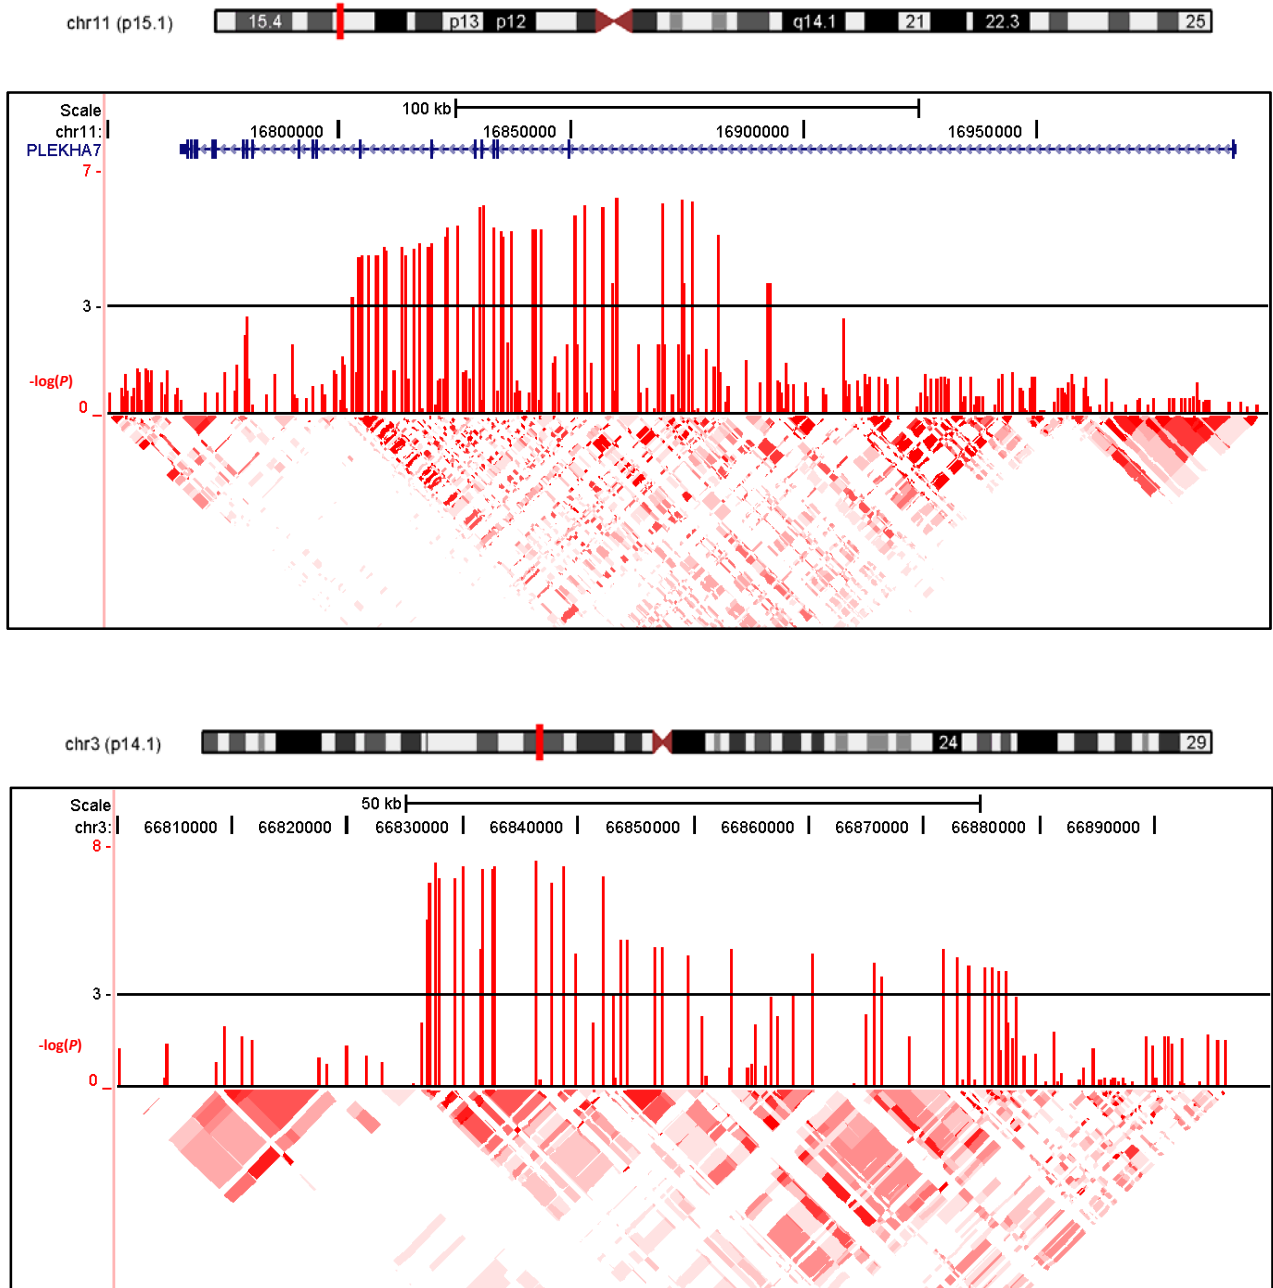 chr11 (p15.1) 15.4 p13 p12 q14.1 21 22.3 25
Scale 100 kb
chr11: 16800000 16850000 16900000 16950000
PLEKHA7
7 -
3 -
-log(P)
0 _
chr3 (p14.1) 24 29
Scale 50 kb
chr3: 66810000 66820000 66830000 66840000 66850000 66860000 66870000 66880000 66890000
8 -
3 -
-log(P)
0 _